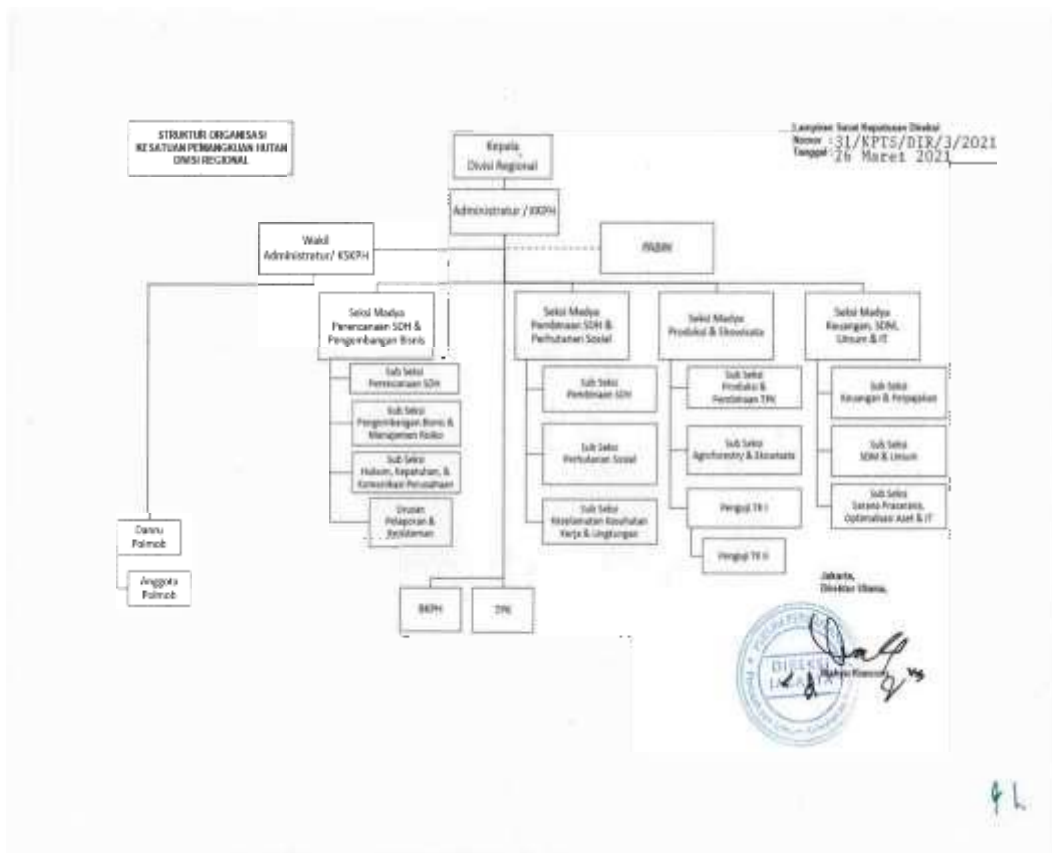 STRUKTUR ORGANISASI
KESATUAN PEMANGKUAN HUTAN
DIVISI REGIONAL
Lampiran Surat Keputusan Direksi
Nomor : 31/KPTS/DIR/3/2021
Tanggal : 26 Maret 2021
Kepala
Divisi Regional
Administratur / KKPH
Wakil
Administratur/ KSKPH
Seksi Madya
Perencanaan SDH &
Pengembangan Bisnis
Seksi Madya
Pembinaan SDH &
Perhutanan Sosial
Seksi Madya
Produksi & Ekowisata
Seksi Madya
Keuangan, SDM,
Umum & IT
Sub Seksi
Perencanaan SDH
Sub Seksi
Pengembangan Bisnis &
Manajemen Risiko
Sub Seksi
Hukum, Kepatuhan, &
Komunikasi Perusahaan
Urusan
Pelaporan &
Sub Seksi
Pembinaan SDH
Sub Seksi
Perhutanan Sosial
Sub Seksi
Keselamatan Kesehatan
Kerja & Lingkungan
Sub Seksi
Produksi &
Pembinaan TPK
Sub Seksi
Agroforestry & Ekowisata
Penguji TK I
Penguji TK II
Sub Seksi
Keuangan & Perpajakan
Sub Seksi
SDM & Umum
Sub Seksi
Sarana Prasarana,
Optimalisasi Aset & IT
Danru
Polmob
Anggota
Polmob
BKPH
TPK
Jakarta,
Direktur Utama,
DIREKSI
JAKARTA